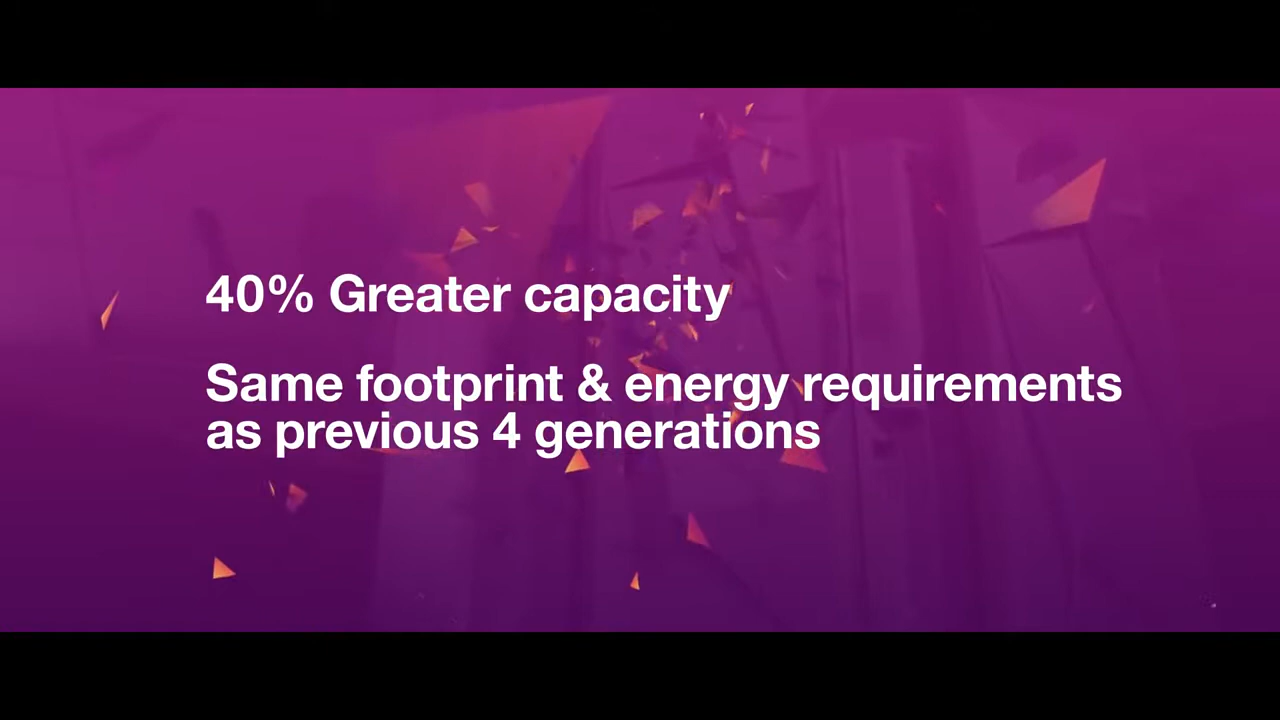 40% Greater capacity
Same footprint & energy requirements
as previous 4 generations